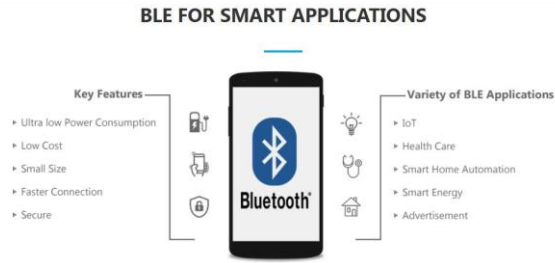 BLE FOR SMART APPLICATIONS
Key Features
Ultra low Power Consumption
Low Cost
Small Size
Faster Connection
Secure
Bluetooth®
Variety of BLE Applications
IoT
Health Care
Smart Home Automation
Smart Energy
Advertisement